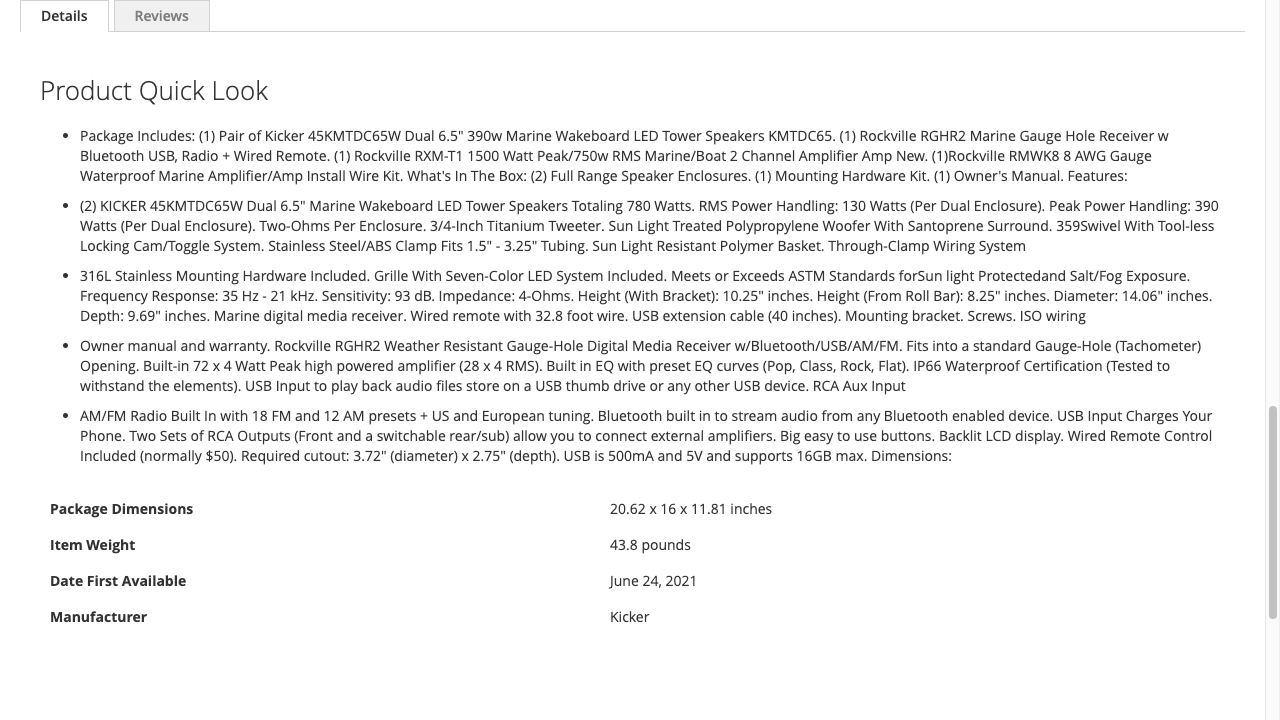 Details
Reviews
Product Quick Look
Package Includes: (1) Pair of Kicker 45KMTDC65W Dual 6.5" 390w Marine Wakeboard LED Tower Speakers KMTDC65. (1) Rockville RGHR2 Marine Gauge Hole Receiver w
Bluetooth USB, Radio + Wired Remote. (1) Rockville RXM-T1 1500 Watt Peak/750w RMS Marine/Boat 2 Channel Amplifier Amp New. (1)Rockville RMWK8 8 AWG Gauge
Waterproof Marine Amplifier/Amp Install Wire Kit. What's In The Box: (2) Full Range Speaker Enclosures. (1) Mounting Hardware Kit. (1) Owner's Manual. Features:
(2) KICKER 45KMTDC65W Dual 6.5" Marine Wakeboard LED Tower Speakers Totaling 780 Watts. RMS Power Handling: 130 Watts (Per Dual Enclosure). Peak Power Handling: 390
Watts (Per Dual Enclosure). Two-Ohms Per Enclosure. 3/4-Inch Titanium Tweeter. Sun Light Treated Polypropylene Woofer With Santoprene Surround. 359Swivel With Tool-less
Locking Cam/Toggle System. Stainless Steel/ABS Clamp Fits 1.5" - 3.25" Tubing. Sun Light Resistant Polymer Basket. Through-Clamp Wiring System
316L Stainless Mounting Hardware Included. Grille With Seven-Color LED System Included. Meets or Exceeds ASTM Standards forSun light Protectedand Salt/Fog Exposure.
Frequency Response: 35 Hz - 21 kHz. Sensitivity: 93 dB. Impedance: 4-Ohms. Height (With Bracket): 10.25" inches. Height (From Roll Bar): 8.25" inches. Diameter: 14.06" inches.
Depth: 9.69" inches. Marine digital media receiver. Wired remote with 32.8 foot wire. USB extension cable (40 inches). Mounting bracket. Screws. ISO wiring
Owner manual and warranty. Rockville RGHR2 Weather Resistant Gauge-Hole Digital Media Receiver w/Bluetooth/USB/AM/FM. Fits into a standard Gauge-Hole (Tachometer)
Opening. Built-in 72 x 4 Watt Peak high powered amplifier (28 x 4 RMS). Built in EQ with preset EQ curves (Pop, Class, Rock, Flat). IP66 Waterproof Certification (Tested to
withstand the elements). USB Input to play back audio files store on a USB thumb drive or any other USB device. RCA Aux Input
AM/FM Radio Built In with 18 FM and 12 AM presets + US and European tuning. Bluetooth built in to stream audio from any Bluetooth enabled device. USB Input Charges Your
Phone. Two Sets of RCA Outputs (Front and a switchable rear/sub) allow you to connect external amplifiers. Big easy to use buttons. Backlit LCD display. Wired Remote Control
Included (normally $50). Required cutout: 3.72" (diameter) x 2.75" (depth). USB is 500mA and 5V and supports 16GB max. Dimensions:
Package Dimensions 20.62 x 16 x 11.81 inches
Item Weight 43.8 pounds
Date First Available June 24, 2021
Manufacturer Kicker